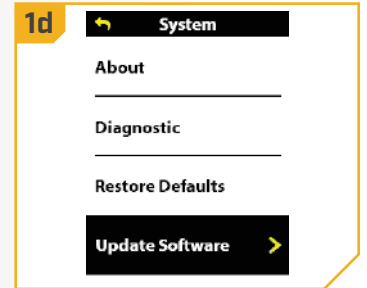 1d
System
About
Diagnostic
Restore Defaults
Update Software